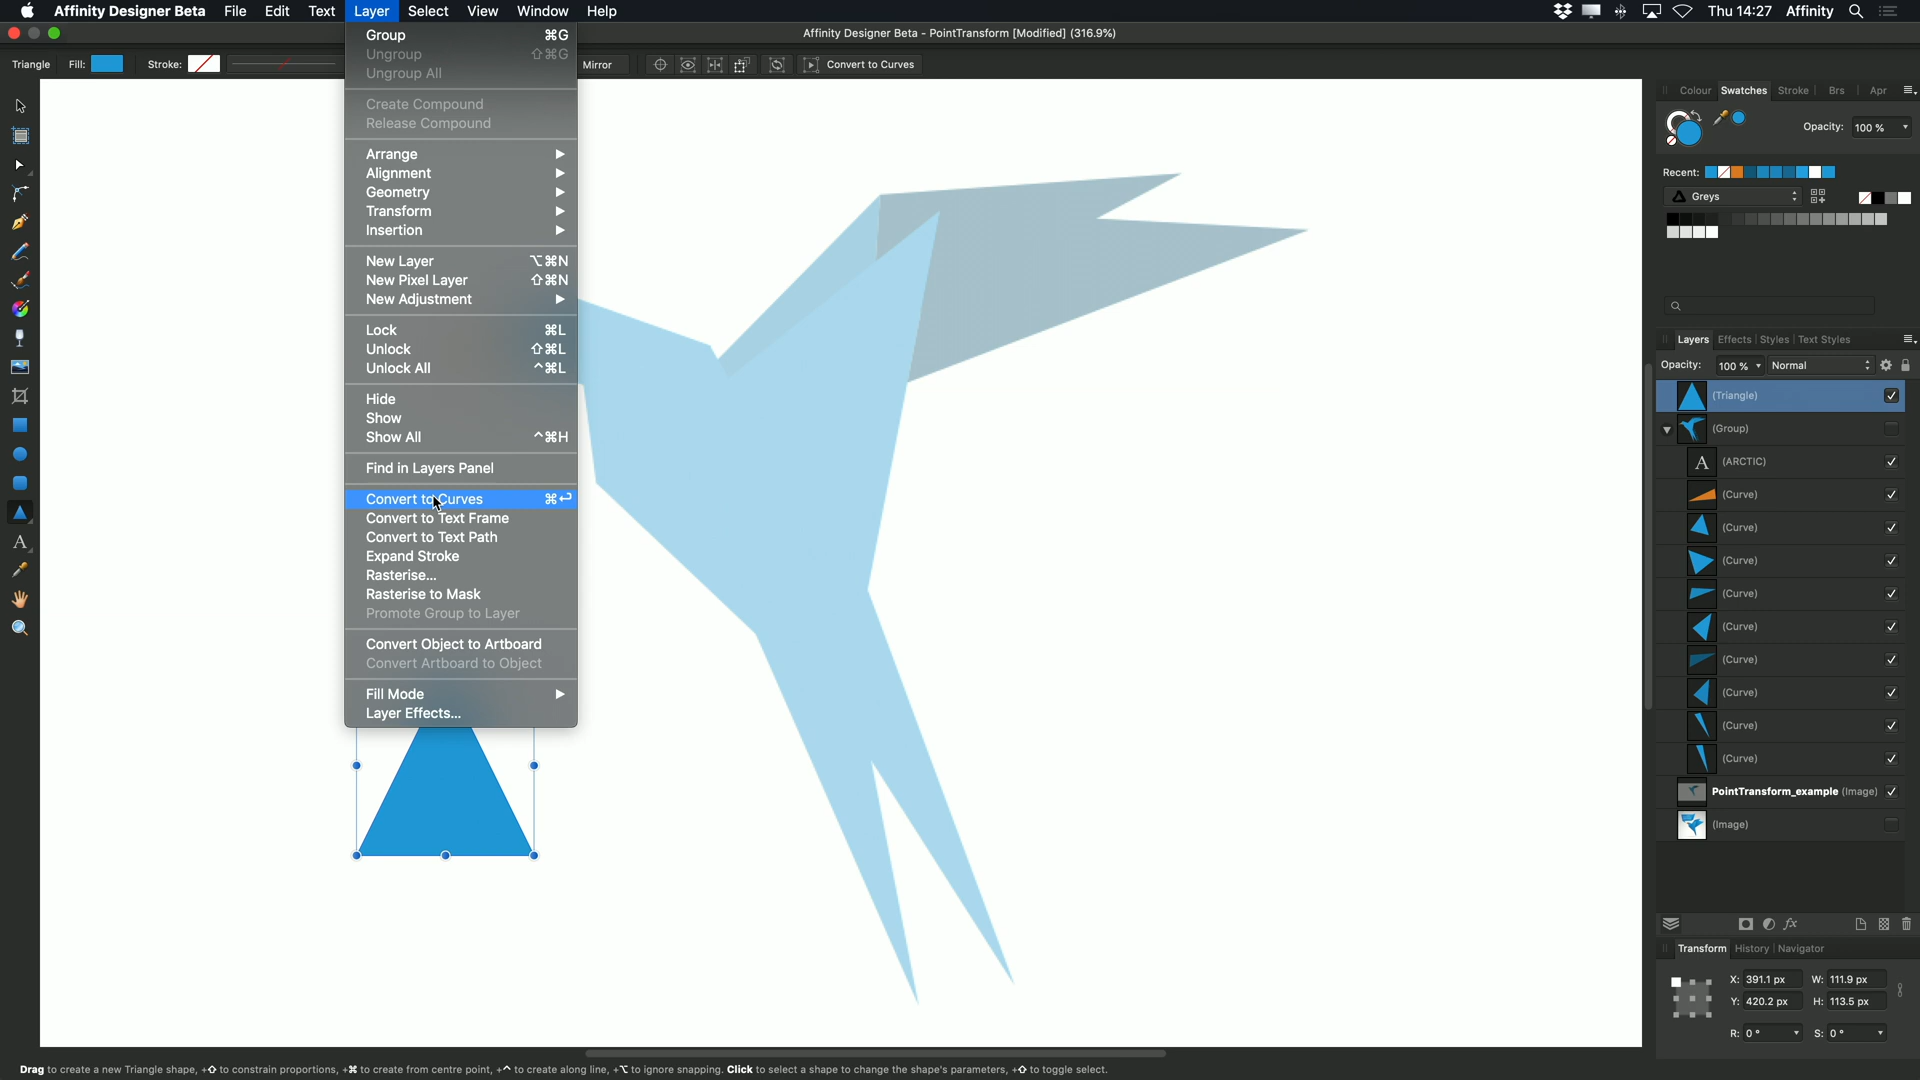 Affinity Designer Beta File Edit Text Layer Select View Window Help Thu 14:27 Affinity
Affinity Designer Beta - PointTransform [Modified] (316.9%)
Triangle Fill: Stroke: Mirror Convert to Curves
Group ⌘G
Ungroup ⇧⌘G
Ungroup All
Create Compound
Release Compound
Arrange
Alignment
Geometry
Transform
Insertion
New Layer ⌥⌘N
New Pixel Layer ⇧⌘N
New Adjustment
Lock ⌘L
Unlock ⇧⌘L
Unlock All ^⌘L
Hide
Show
Show All ^⌘H
Find in Layers Panel
Convert to Curves ⌘↩
Convert to Text Frame
Convert to Text Path
Expand Stroke
Rasterise...
Rasterise to Mask
Promote Group to Layer
Convert Object to Artboard
Convert Artboard to Object
Fill Mode
Layer Effects...
Colour Swatches Stroke Brs Apr
Opacity: 100 %
Recent:
Greys
Layers Effects Styles Text Styles
Opacity: 100 % Normal
(Triangle)
(Group)
A (ARCTIC)
(Curve)
(Curve)
(Curve)
(Curve)
(Curve)
(Curve)
(Curve)
(Curve)
(Curve)
PointTransform_example (Image)
(Image)
fx
Transform History Navigator
X: 391.1 px W: 111.9 px
Y: 420.2 px H: 113.5 px
R: 0 ° S: 0 °
Drag to create a new Triangle shape, +⇧ to constrain proportions, +⌘ to create from centre point, +^ to create along line, +⌥ to ignore snapping. Click to select a shape to change the shape's parameters, +⇧ to toggle select.